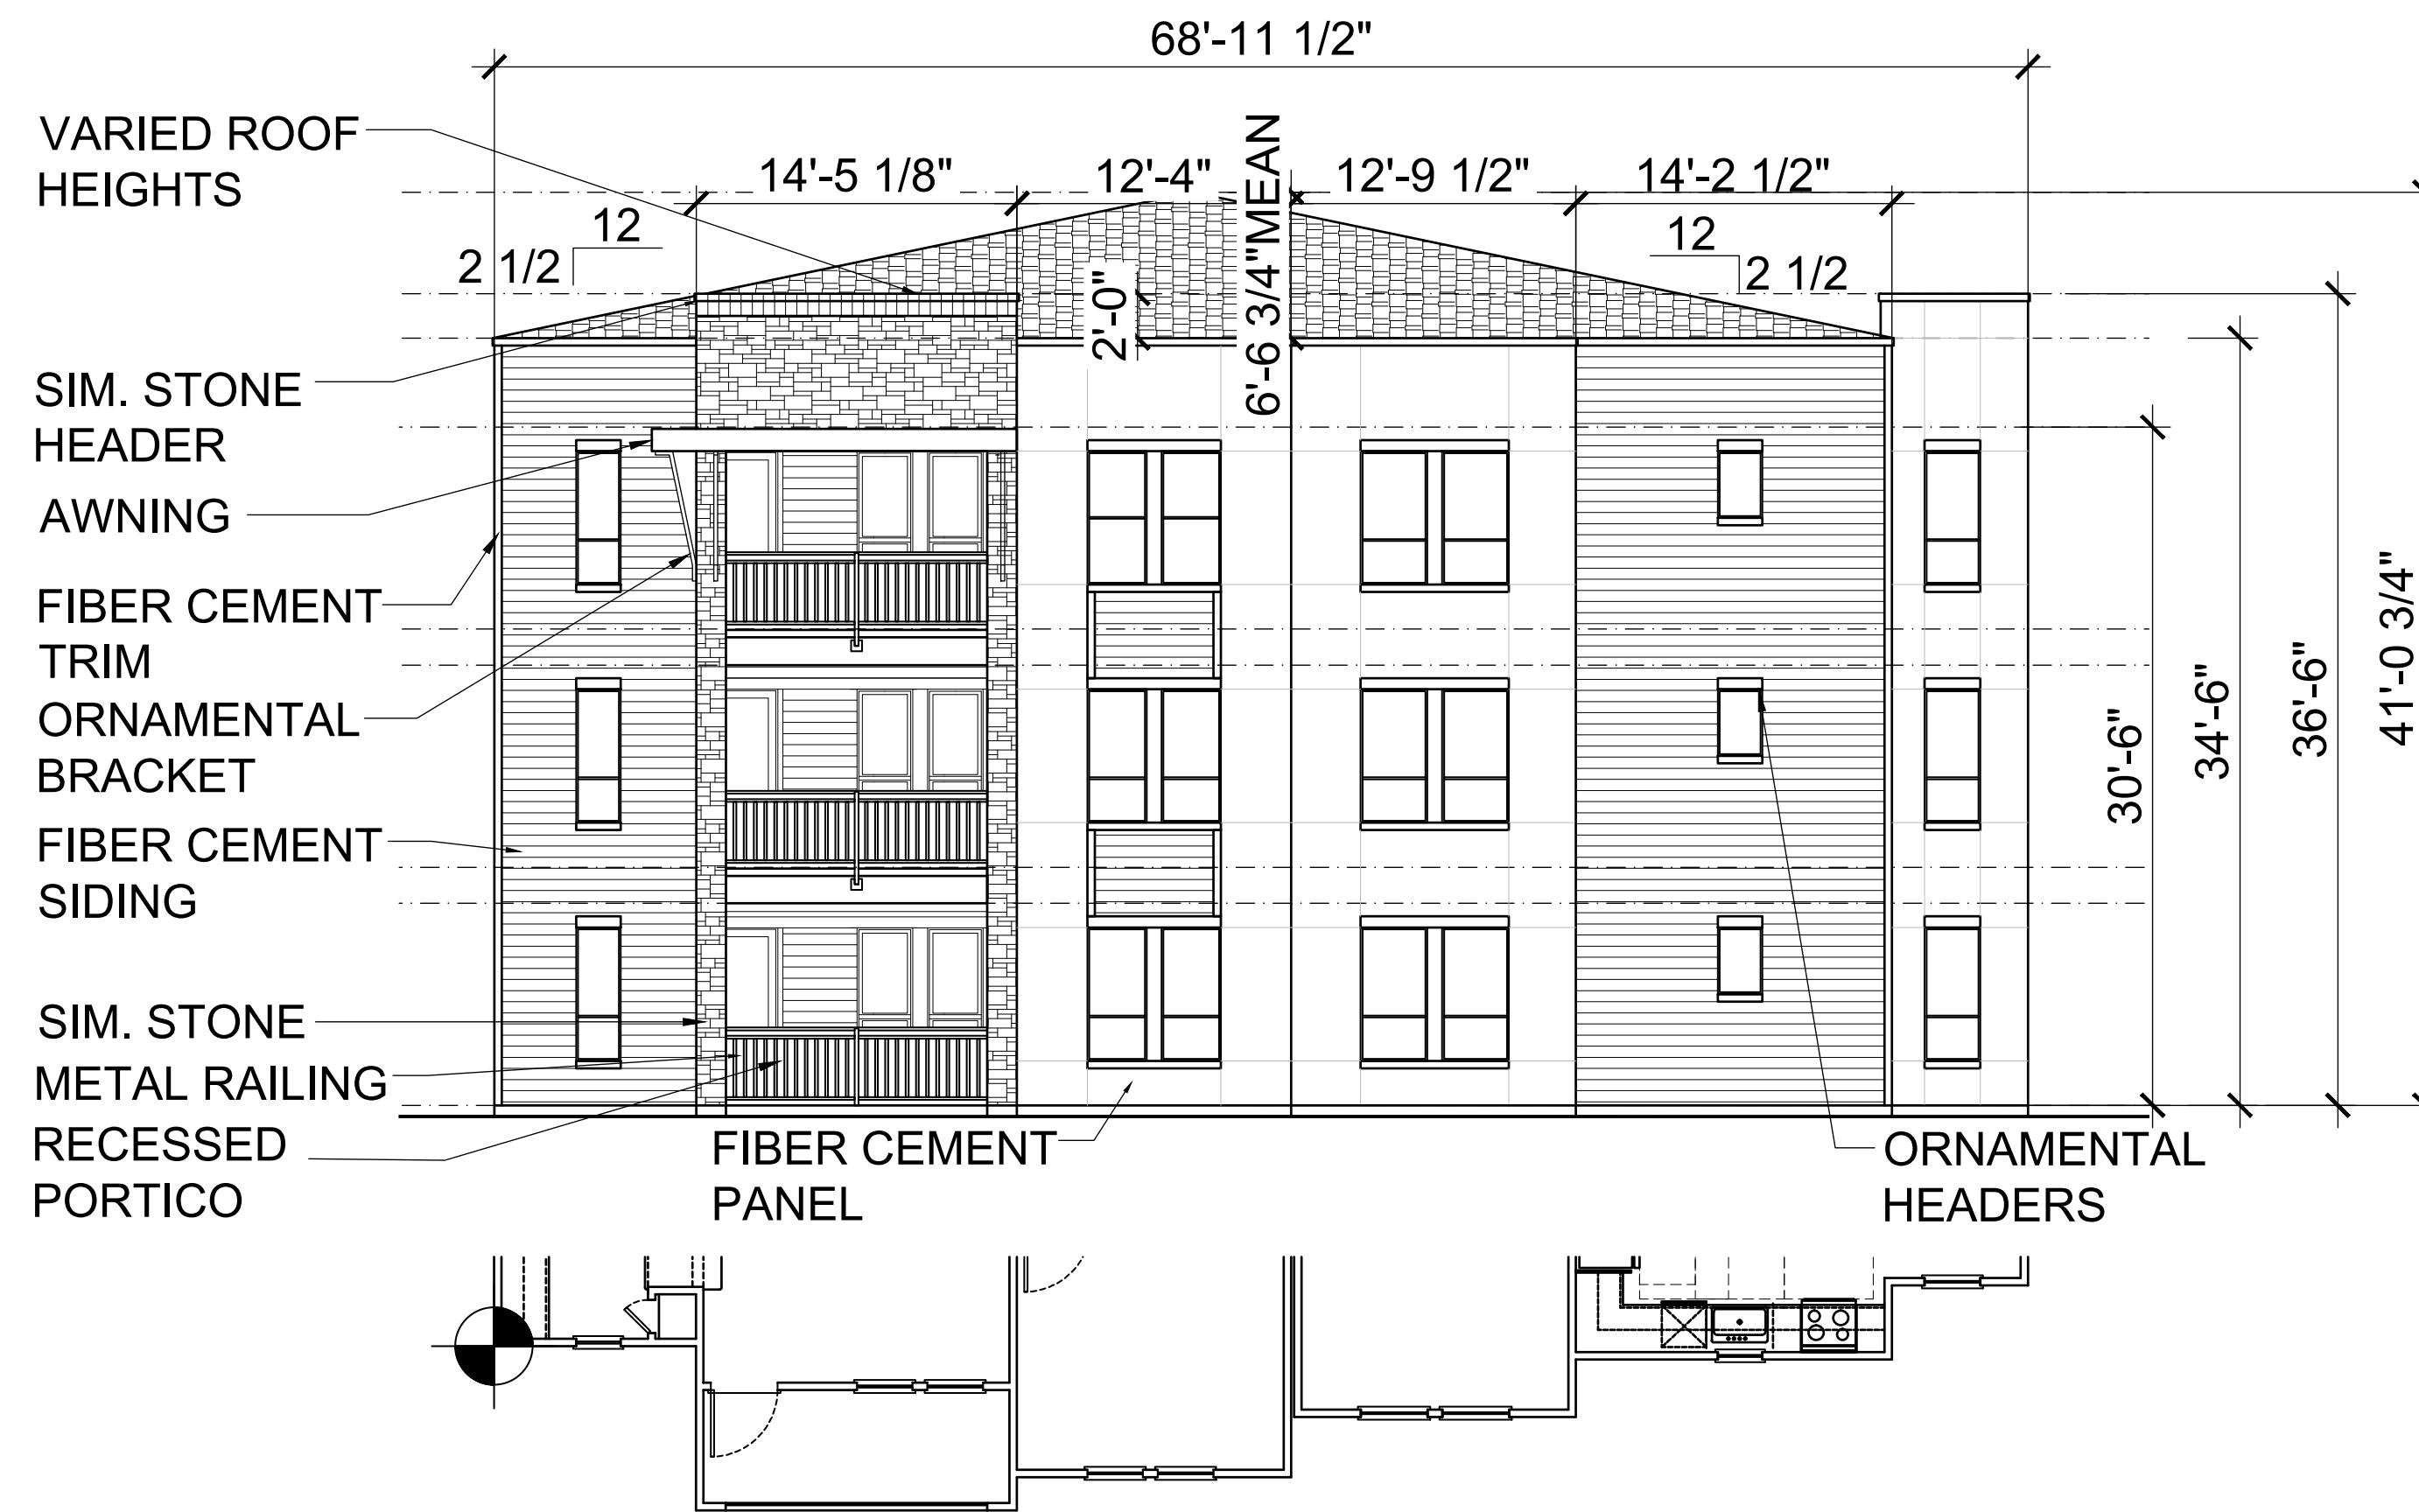 68'-11 1/2"
VARIED ROOF
HEIGHTS
14'-5 1/8"
12'-4"
6'-6 3/4"MEAN
12'-9 1/2"
14'-2 1/2"
12
2 1/2
12
2 1/2
2'-0"
SIM. STONE
HEADER
AWNING
FIBER CEMENT
TRIM
ORNAMENTAL
BRACKET
FIBER CEMENT
SIDING
SIM. STONE
METAL RAILING
RECESSED
PORTICO
FIBER CEMENT
PANEL
ORNAMENTAL
HEADERS
30'-6"
34'-6"
36'-6"
41'-0 3/4"